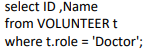 select ID ,Name
from VOLUNTEER t
where t.role = 'Doctor';